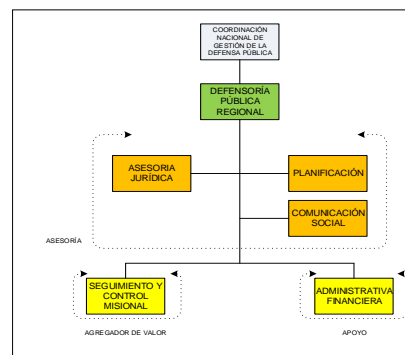 COORDINACIÓN
NACIONAL DE
GESTIÓN DE LA
DEFENSA PÚBLICA
DEFENSORÍA
PÚBLICA
REGIONAL
ASESORIA
JURÍDICA
PLANIFICACIÓN
COMUNICACIÓN
SOCIAL
ASESORÍA
SEGUIMIENTO Y
CONTROL
MISIONAL
ADMINISTRATIVA
FINANCIERA
AGREGADOR DE VALOR
APOYO